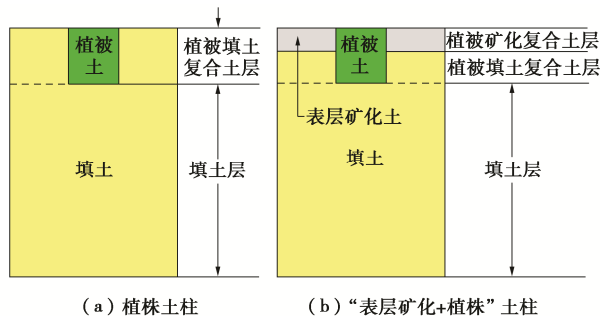 植被
土
植被填土
复合土层
填土
填土层
（a）植株土柱
植被
土
植被矿化复合土层
植被填土复合土层
表层矿化土
填土
填土层
（b）“表层矿化+植株”土柱